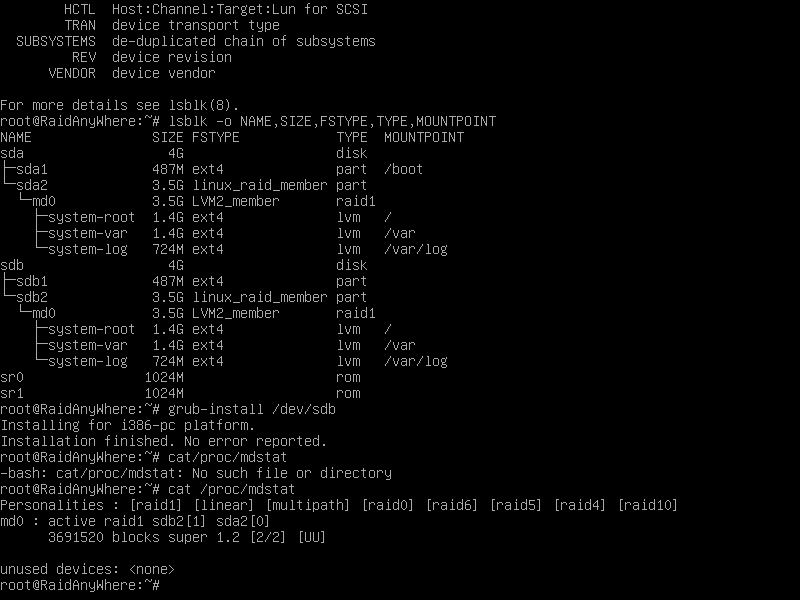 HCTL  Host:Channel:Target:Lun for SCSI
        TRAN  device transport type
  SUBSYSTEMS  de-duplicated chain of subsystems
         REV  device revision
      VENDOR  device vendor

For more details see lsblk(8).
root@RaidAnyWhere:~# lsblk -o NAME,SIZE,FSTYPE,TYPE,MOUNTPOINT
NAME               SIZE FSTYPE            TYPE  MOUNTPOINT
sda                  4G                   disk
├─sda1             487M ext4              part  /boot
└─sda2             3.5G linux_raid_member part
  └─md0            3.5G LVM2_member       raid1
    ├─system-root  1.4G ext4              lvm   /
    ├─system-var   1.4G ext4              lvm   /var
    └─system-log   724M ext4              lvm   /var/log
sdb                  4G                   disk
├─sdb1             487M ext4              part
└─sdb2             3.5G linux_raid_member part
  └─md0            3.5G LVM2_member       raid1
    ├─system-root  1.4G ext4              lvm   /
    ├─system-var   1.4G ext4              lvm   /var
    └─system-log   724M ext4              lvm   /var/log
sr0               1024M                   rom
sr1               1024M                   rom
root@RaidAnyWhere:~# grub-install /dev/sdb
Installing for i386-pc platform.
Installation finished. No error reported.
root@RaidAnyWhere:~# cat/proc/mdstat
-bash: cat/proc/mdstat: No such file or directory
root@RaidAnyWhere:~# cat /proc/mdstat
Personalities : [raid1] [linear] [multipath] [raid0] [raid6] [raid5] [raid4] [raid10]
md0 : active raid1 sdb2[1] sda2[0]
      3691520 blocks super 1.2 [2/2] [UU]

unused devices: <none>
root@RaidAnyWhere:~#